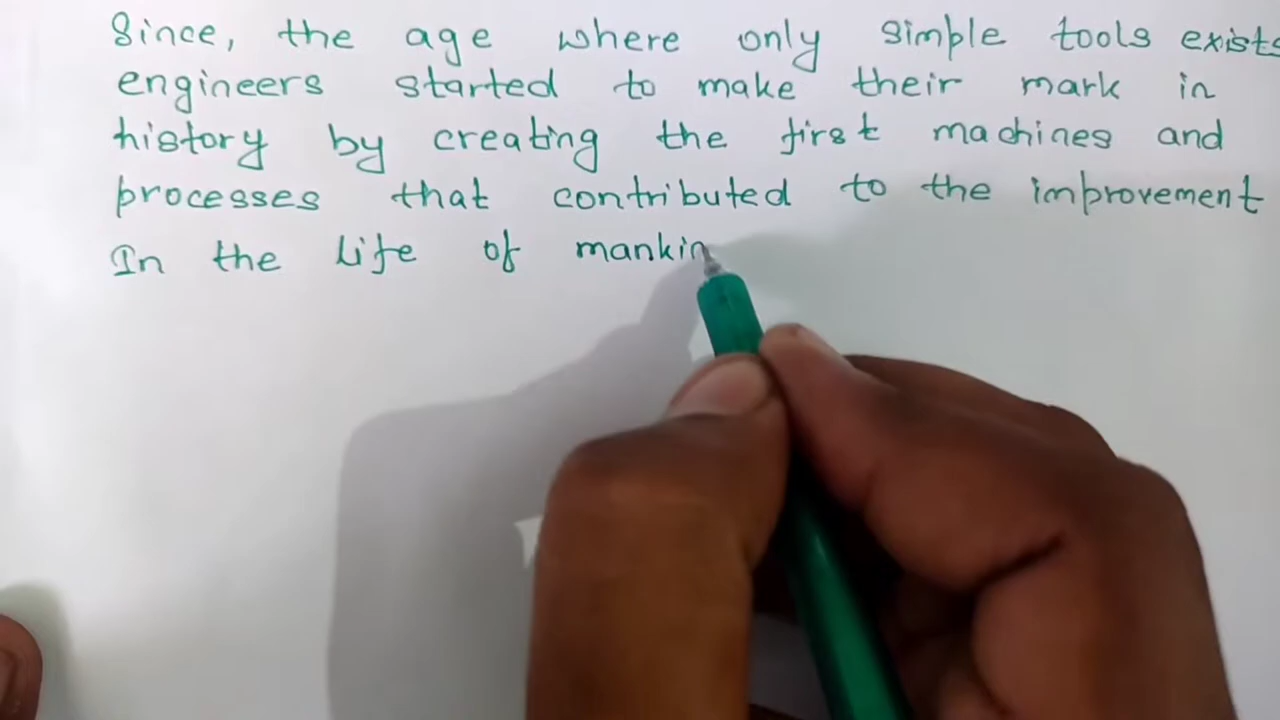 Since, the age where only simple tools exists
engineers started to make their mark in
history by creating the first machines and
processes that contributed to the improvement
In the life of mankin